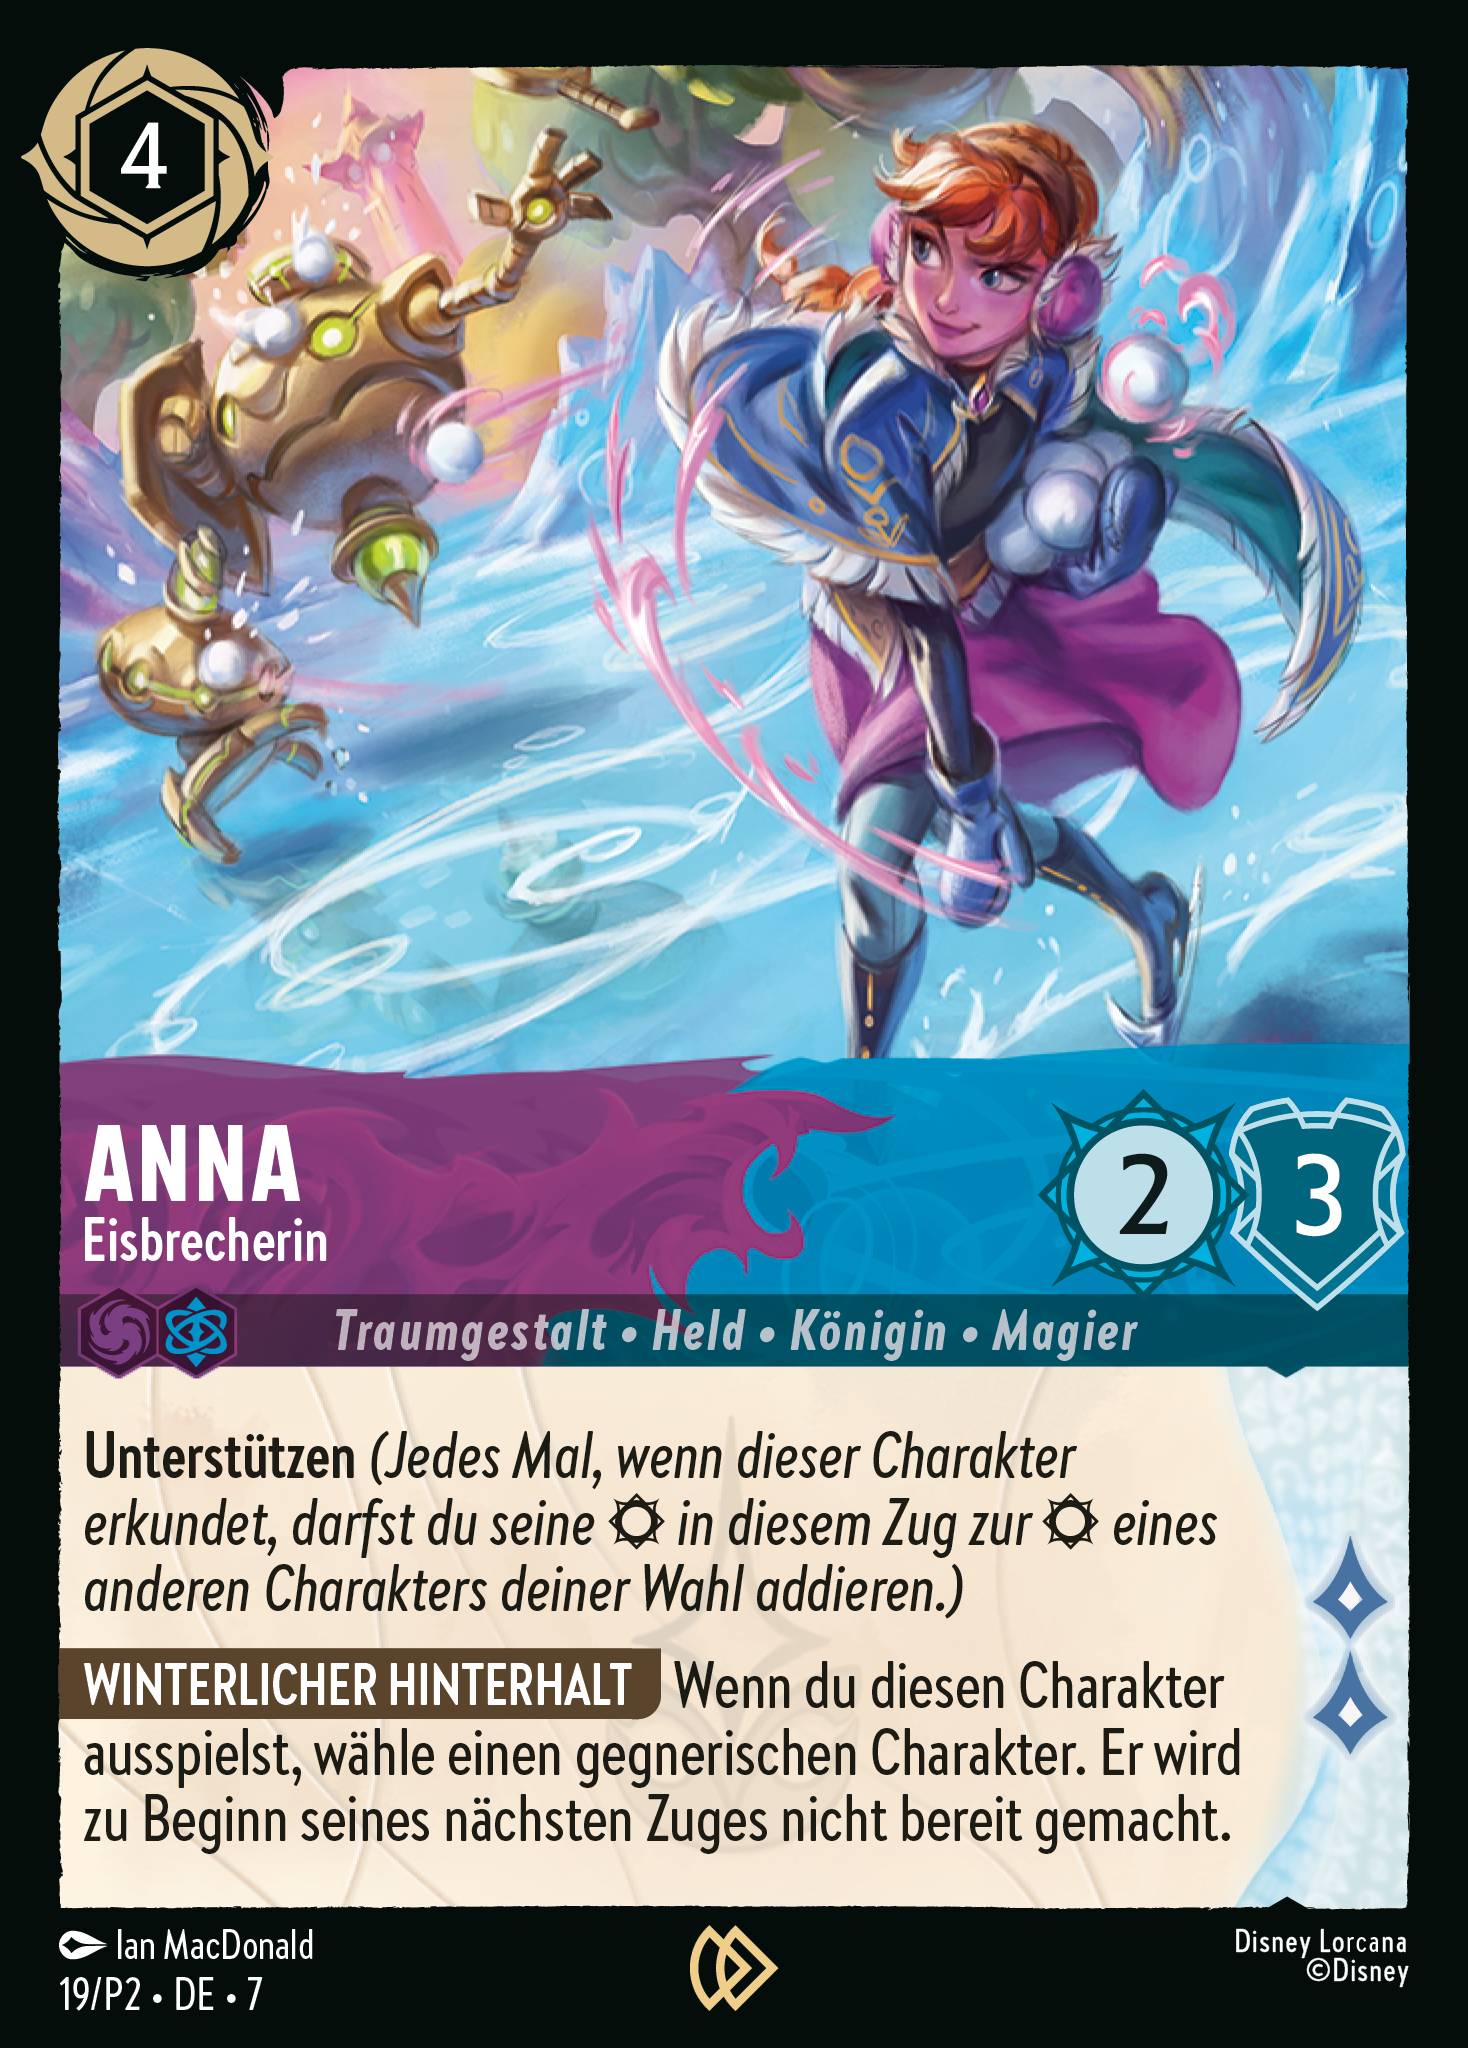 4
ANNA
Eisbrecherin
2
3
Traumgestalt • Held • Königin • Magier
Unterstützen (Jedes Mal, wenn dieser Charakter
erkundet, darfst du seine in diesem Zug zur eines
anderen Charakters deiner Wahl addieren.)
WINTERLICHER HINTERHALT Wenn du diesen Charakter
ausspielst, wähle einen gegnerischen Charakter. Er wird
zu Beginn seines nächsten Zuges nicht bereit gemacht.
Ian MacDonald
19/P2 • DE • 7
Disney Lorcana
©Disney